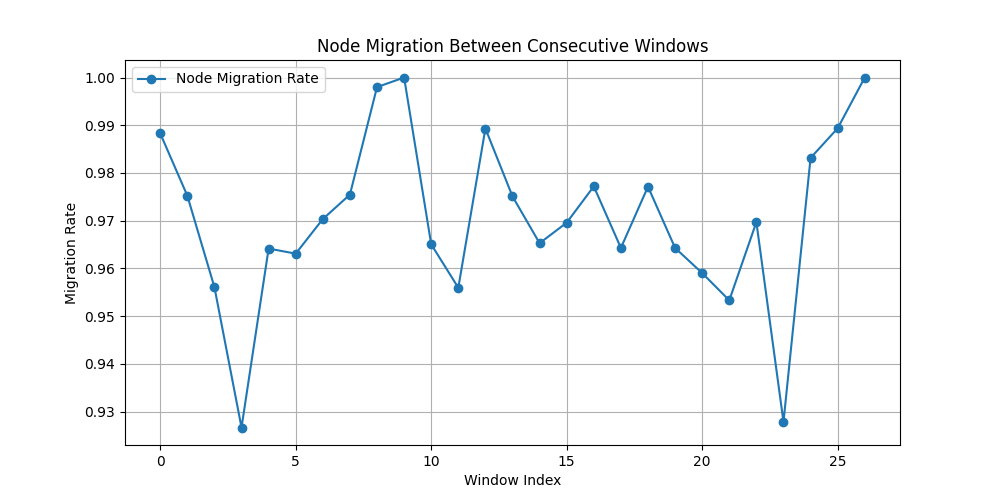 Node Migration Between Consecutive Windows
Node Migration Rate
Migration Rate
1.00
0.99
0.98
0.97
0.96
0.95
0.94
0.93
0 5 10 15 20 25
Window Index